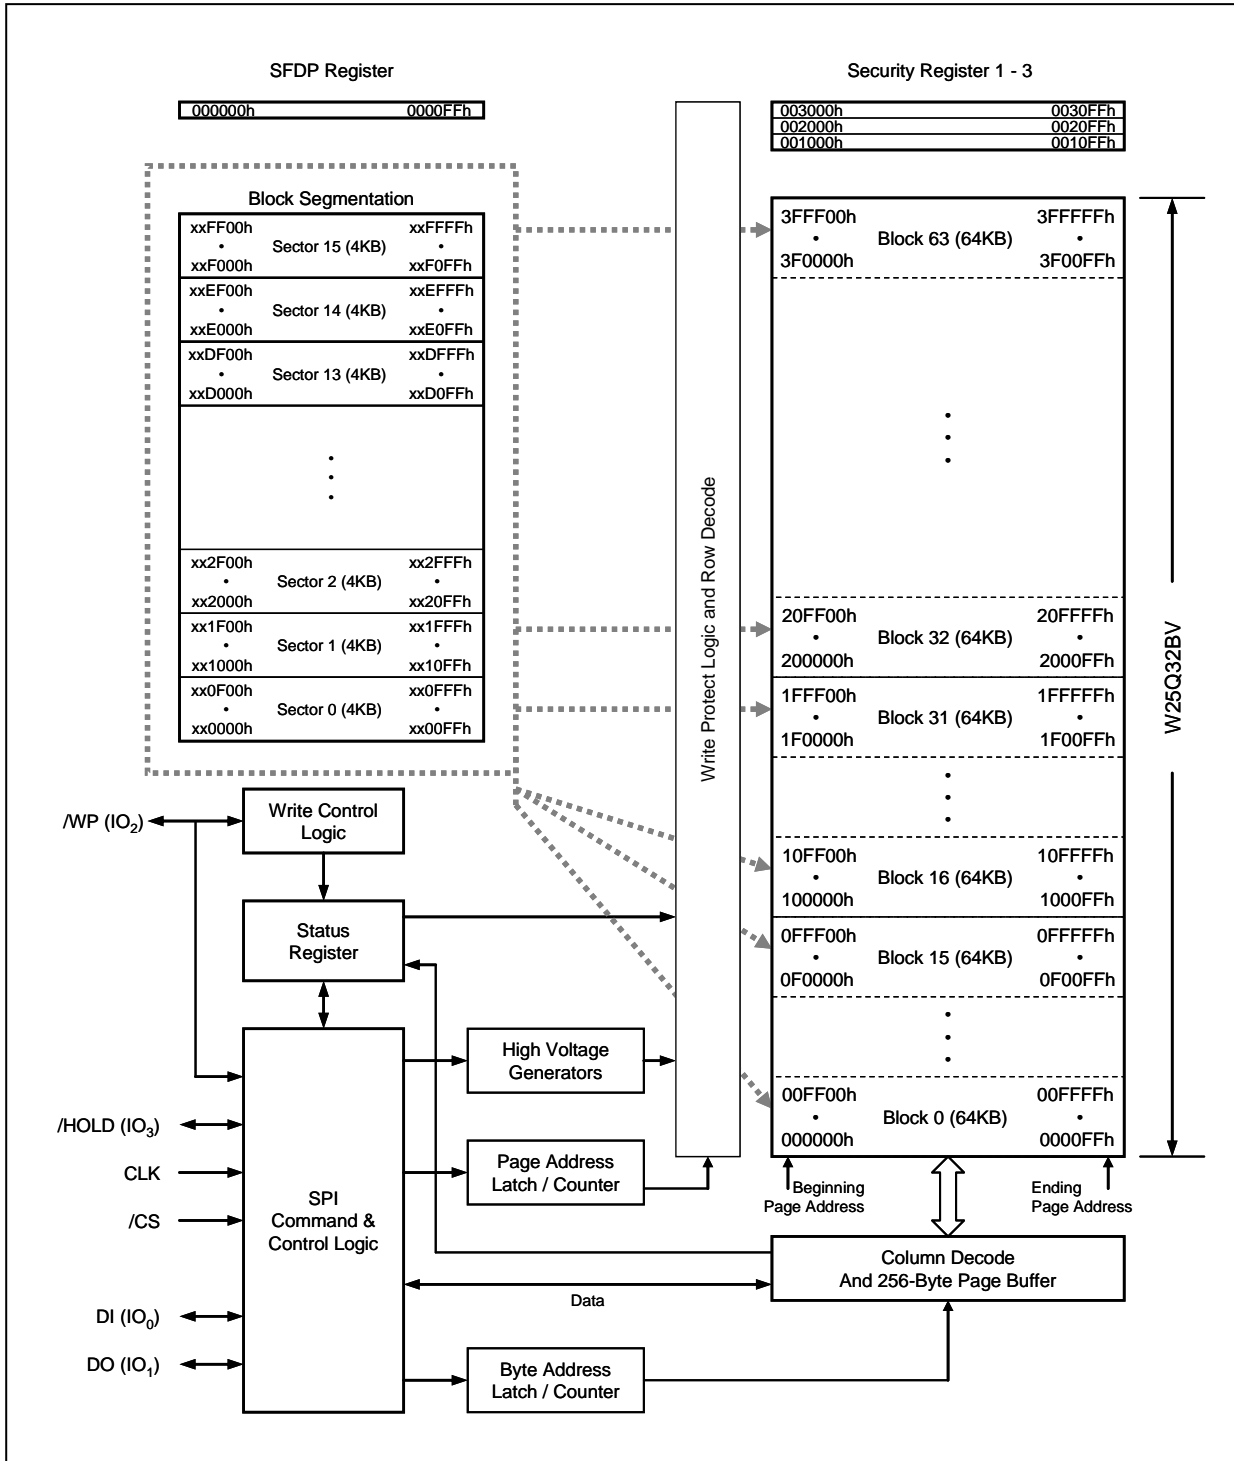 SFDP Register
000000h 0000FFh
Security Register 1 - 3
003000h 0030FFh
002000h 0020FFh
001000h 0010FFh
Block Segmentation
xxFF00h xxFFFFh
Sector 15 (4KB)
xxF000h xxF0FFh
xxEF00h xxEFFFh
Sector 14 (4KB)
xxE000h xxE0FFh
xxDF00h xxDFFFh
Sector 13 (4KB)
xxD000h xxD0FFh
xx2F00h xx2FFFh
Sector 2 (4KB)
xx2000h xx20FFh
xx1F00h xx1FFFh
Sector 1 (4KB)
xx1000h xx10FFh
xx0F00h xx0FFFh
Sector 0 (4KB)
xx0000h xx00FFh
Write Protect Logic and Row Decode
3FFF00h 3FFFFFh
Block 63 (64KB)
3F0000h 3F00FFh
20FF00h 20FFFFh
Block 32 (64KB)
200000h 2000FFh
1FFF00h 1FFFFFh
Block 31 (64KB)
1F0000h 1F00FFh
10FF00h 10FFFFh
Block 16 (64KB)
100000h 1000FFh
0FFF00h 0FFFFFh
Block 15 (64KB)
0F0000h 0F00FFh
00FF00h 00FFFFh
Block 0 (64KB)
000000h 0000FFh
W25Q32BV
Beginning
Page Address
Ending
Page Address
/WP (IO2)
Write Control
Logic
Status
Register
High Voltage
Generators
/HOLD (IO3)
CLK
/CS
DI (IO0)
DO (IO1)
SPI
Command &
Control Logic
Page Address
Latch / Counter
Column Decode
And 256-Byte Page Buffer
Data
Byte Address
Latch / Counter